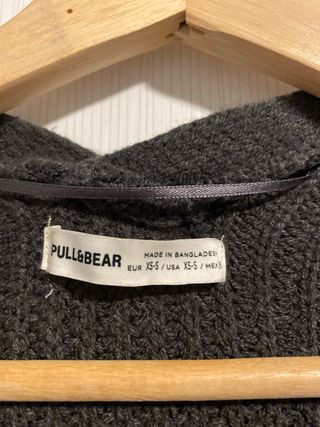 PULL&BEAR
MADE IN BANGLADESH
EUR XS-S / USA XS-S / MEX